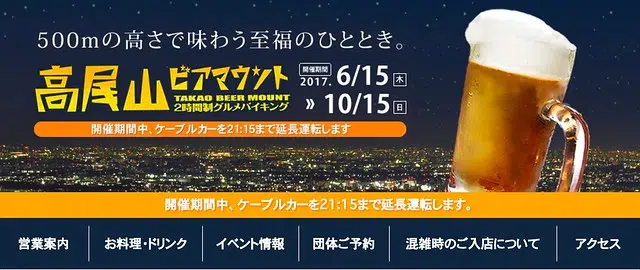 500mの高さで味わう至福のひととき。
高尾山ビアマウント
TAKAO BEER MOUNT
2時間制グルメバイキング
開催期間
2017. 6/15 木
» 10/15 日
開催期間中、ケーブルカーを21:15まで延長運転します
開催期間中、ケーブルカーを21:15まで延長運転します。
営業案内 お料理・ドリンク イベント情報 団体ご予約 混雑時のご入店について アクセス